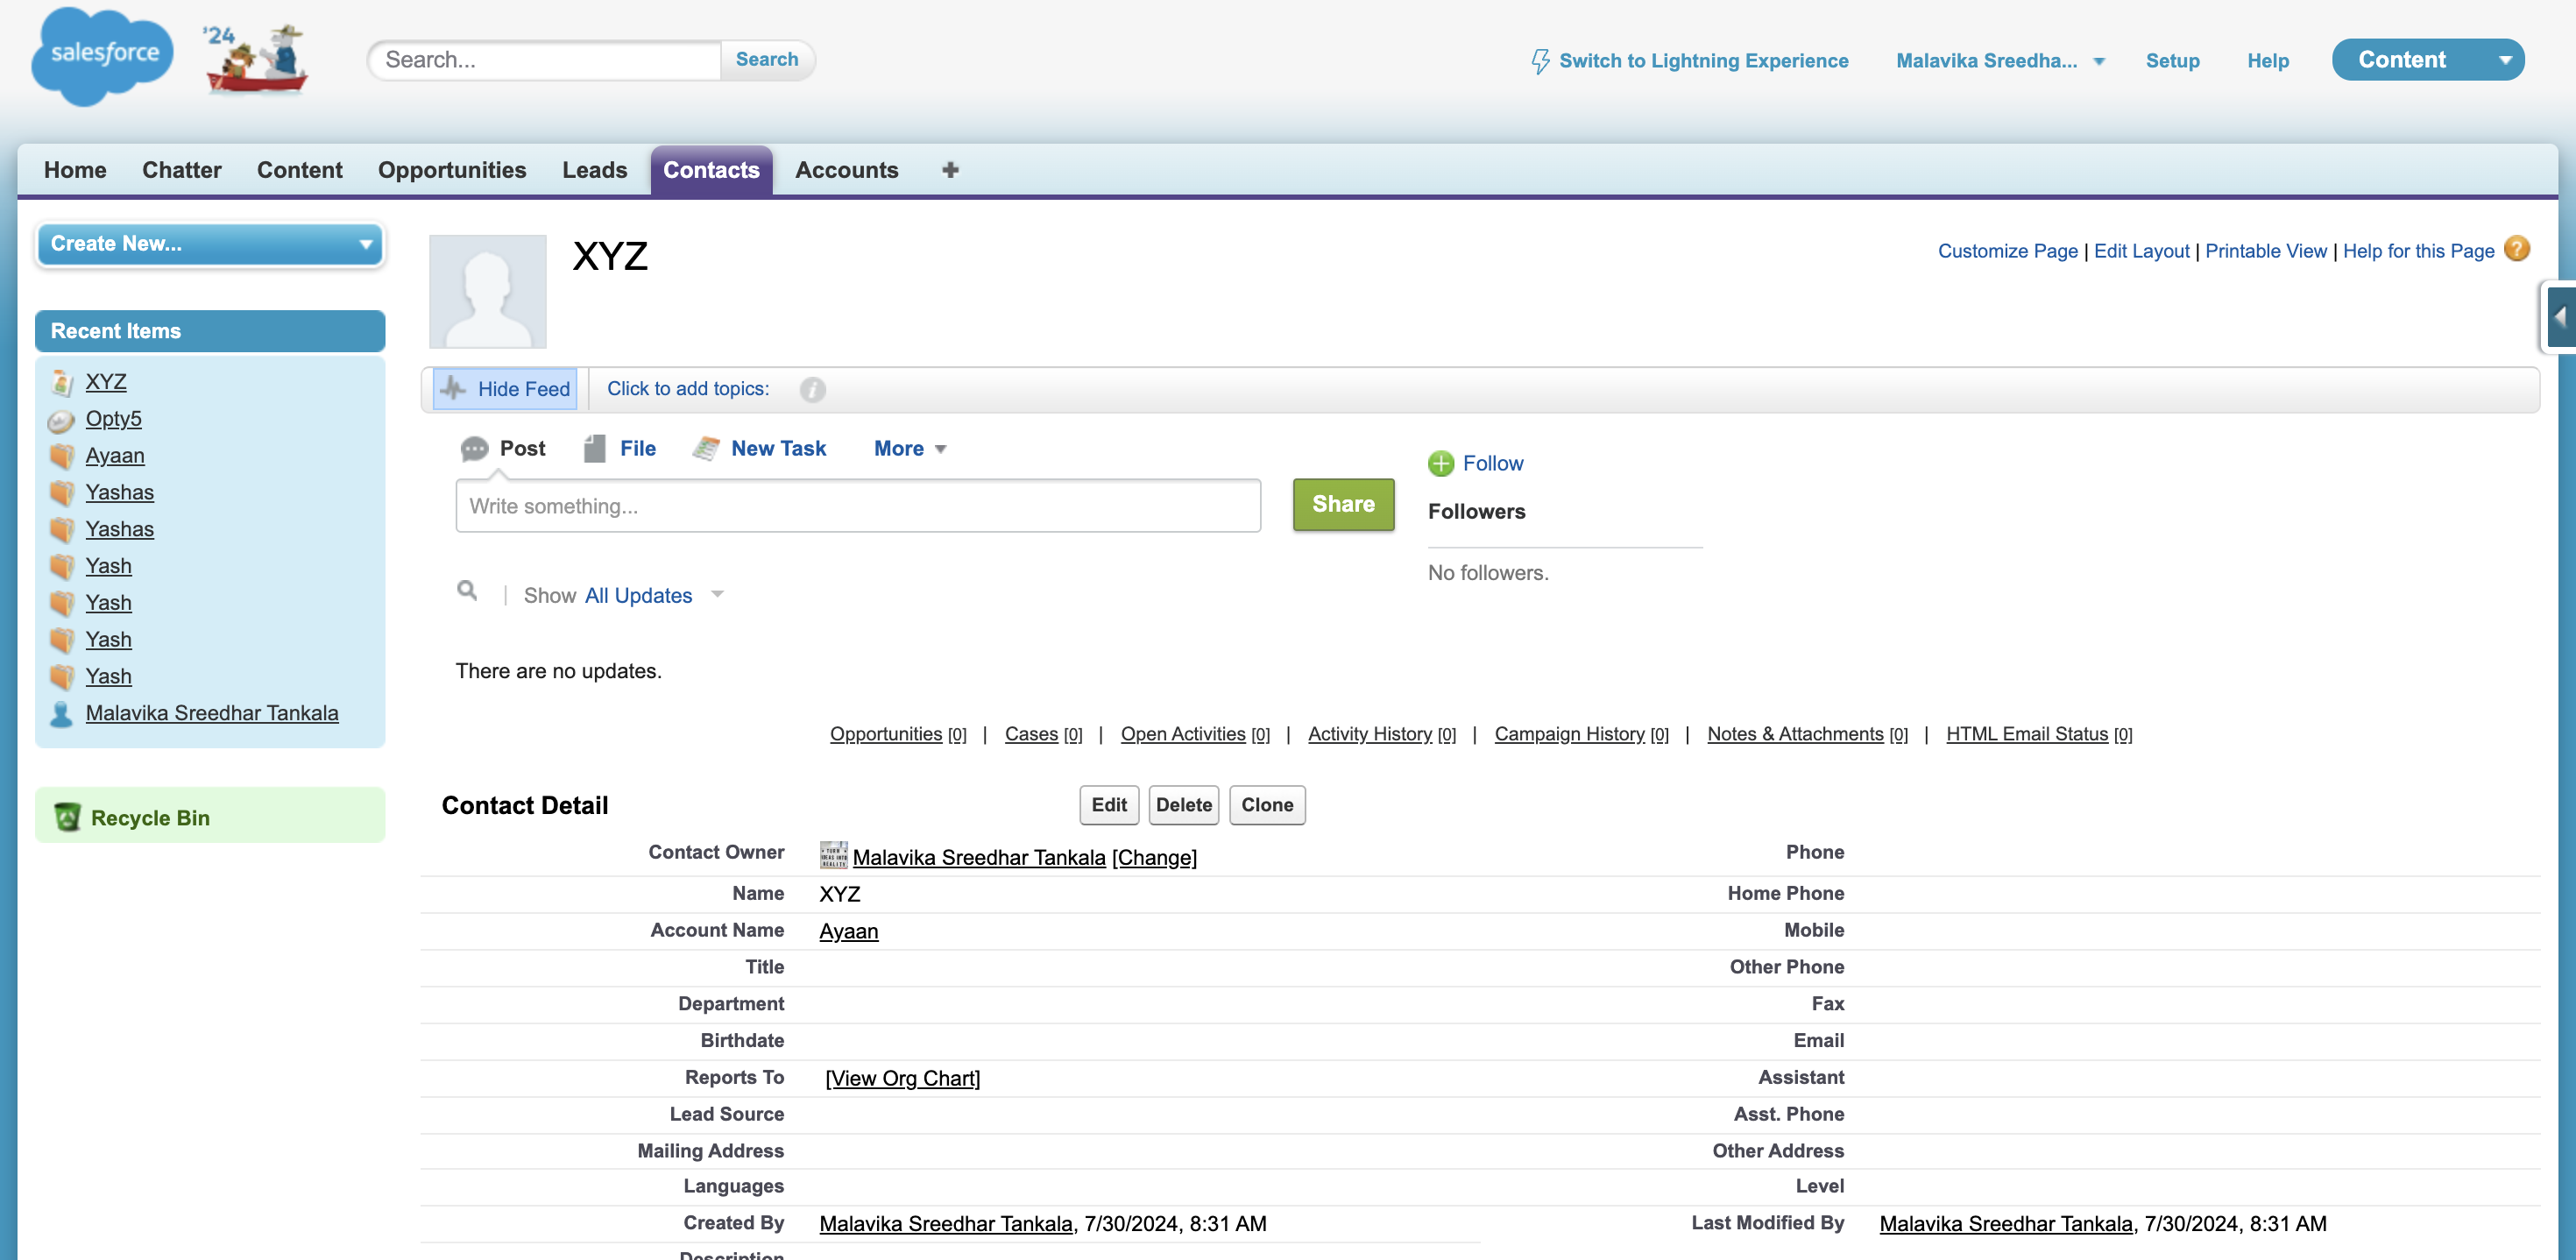 salesforce
'24
Search...
Search
Switch to Lightning Experience
Malavika Sreedha...
Setup
Help
Content
Home
Chatter
Content
Opportunities
Leads
Contacts
Accounts
Create New...
Recent Items
XYZ
Opty5
Ayaan
Yashas
Yashas
Yash
Yash
Yash
Yash
Malavika Sreedhar Tankala
Recycle Bin
XYZ
Customize Page | Edit Layout | Printable View | Help for this Page
Hide Feed
Click to add topics:
Post
File
New Task
More
Write something...
Share
Follow
Followers
No followers.
Show All Updates
There are no updates.
Opportunities [0] | Cases [0] | Open Activities [0] | Activity History [0] | Campaign History [0] | Notes & Attachments [0] | HTML Email Status [0]
Contact Detail
Edit
Delete
Clone
Contact Owner Malavika Sreedhar Tankala [Change]
Phone
Name XYZ
Home Phone
Account Name Ayaan
Mobile
Title
Other Phone
Department
Fax
Birthdate
Email
Reports To [View Org Chart]
Assistant
Lead Source
Asst. Phone
Mailing Address
Other Address
Languages
Level
Created By Malavika Sreedhar Tankala, 7/30/2024, 8:31 AM
Last Modified By Malavika Sreedhar Tankala, 7/30/2024, 8:31 AM
Description